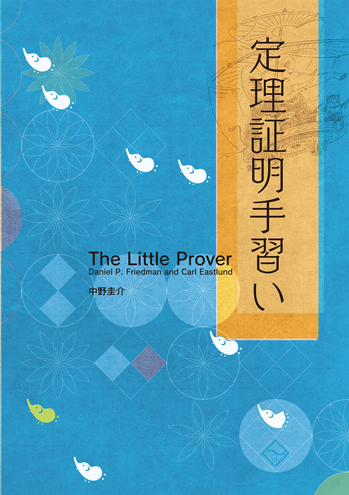 定理証明手習い
The Little Prover
Daniel P. Friedman and Carl Eastlund
中野圭介